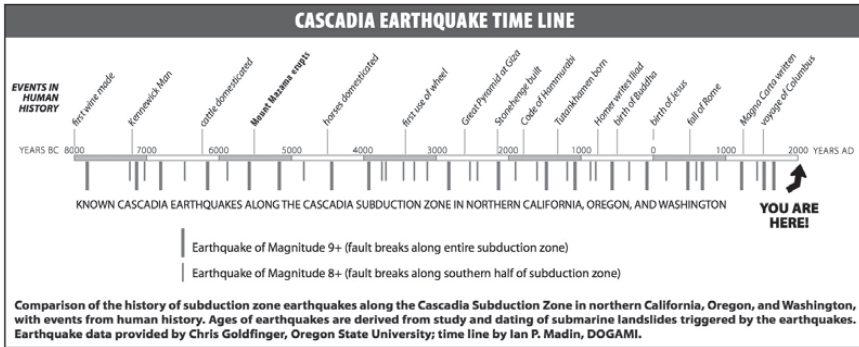 CASCADIA EARTHQUAKE TIME LINE
EVENTS IN
HUMAN
HISTORY
first wine made
Kennewick Man
cattle domesticated
Mount Mazama erupts
horses domesticated
first use of wheel
Great Pyramid at Giza
Stonehenge built
Code of Hammurabi
Tutankhamen born
Homer writes Iliad
birth of Buddha
birth of Jesus
fall of Rome
Magna Carta written
voyage of Columbus
YEARS BC 8000 7000 6000 5000 4000 3000 2000 1000 0 1000 2000 YEARS AD
KNOWN CASCADIA EARTHQUAKES ALONG THE CASCADIA SUBDUCTION ZONE IN NORTHERN CALIFORNIA, OREGON, AND WASHINGTON
YOU ARE
HERE!
Earthquake of Magnitude 9+ (fault breaks along entire subduction zone)
Earthquake of Magnitude 8+ (fault breaks along southern half of subduction zone)
Comparison of the history of subduction zone earthquakes along the Cascadia Subduction Zone in northern California, Oregon, and Washington,
with events from human history. Ages of earthquakes are derived from study and dating of submarine landslides triggered by the earthquakes.
Earthquake data provided by Chris Goldfinger, Oregon State University; time line by Ian P. Madin, DOGAMI.